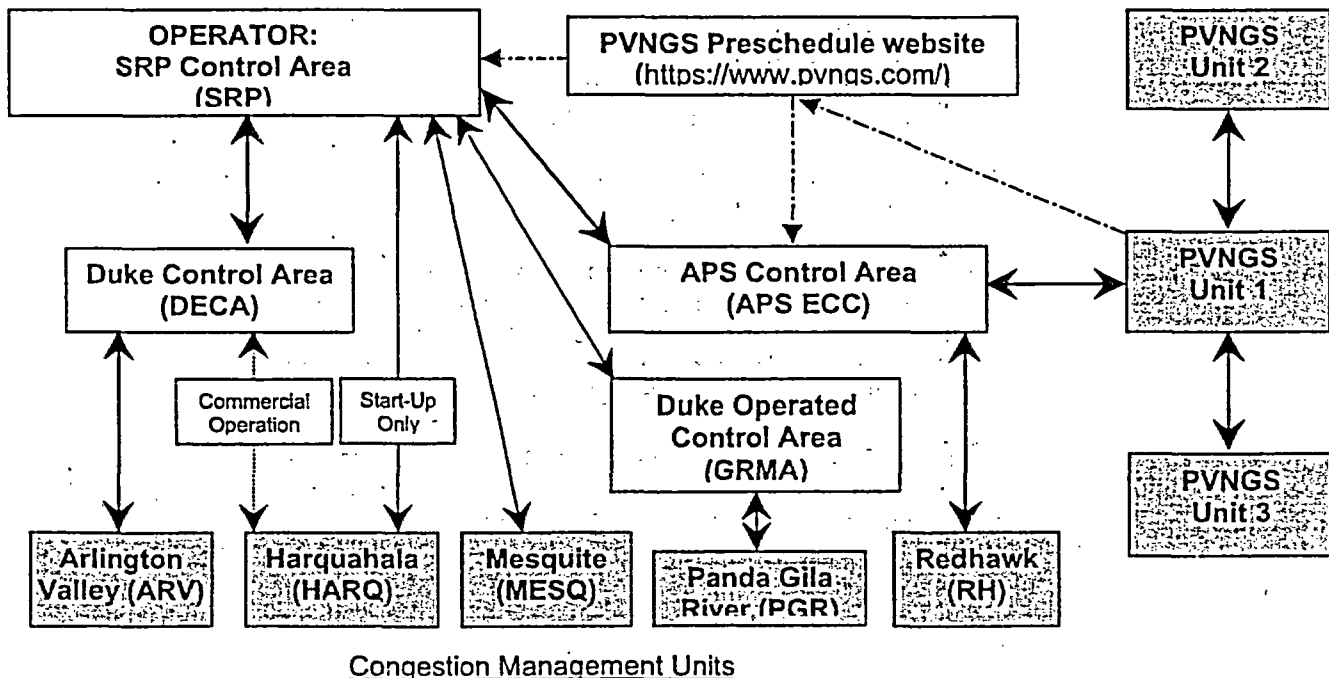 OPERATOR:
SRP Control Area
(SRP)
PVNGS Preschedule website
(https://www.pvngs.com/)
PVNGS
Unit 2
Duke Control Area
(DECA)
APS Control Area
(APS ECC)
PVNGS
Unit 1
Commercial
Operation
Start-Up
Only
Duke Operated
Control Area
(GRMA)
PVNGS
Unit 3
Arlington
Valley (ARV)
Harquahala
(HARQ)
Mesquite
(MESQ)
Panda Gila
River (PGR)
Redhawk
(RH)
Congestion Management Units